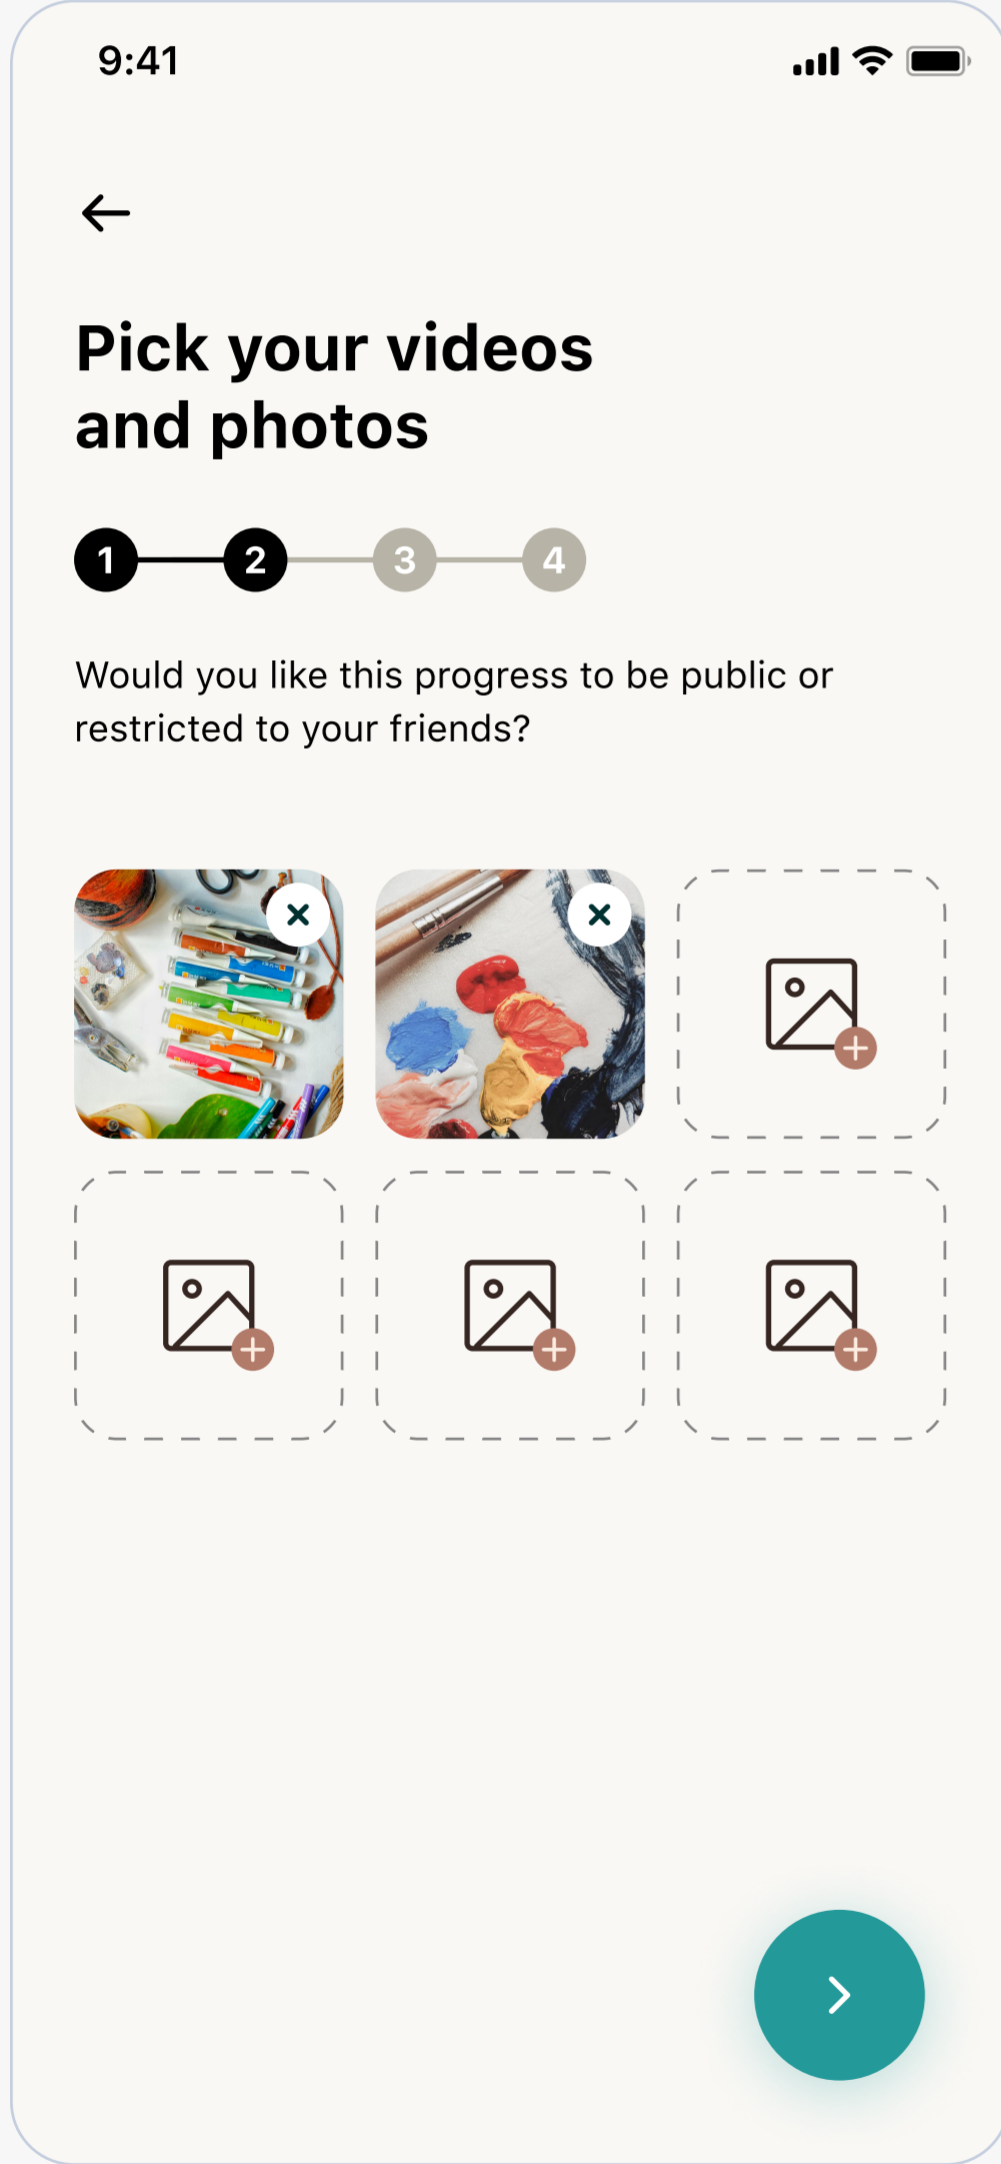 9:41
Pick your videos
and photos
1 2 3 4
Would you like this progress to be public or
restricted to your friends?